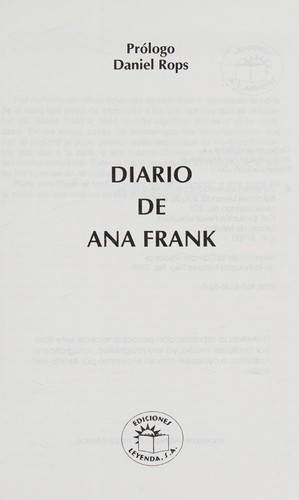 Prólogo
Daniel Rops
DIARIO
DE
ANA FRANK
EDICIONES
LEYENDA, S.A.